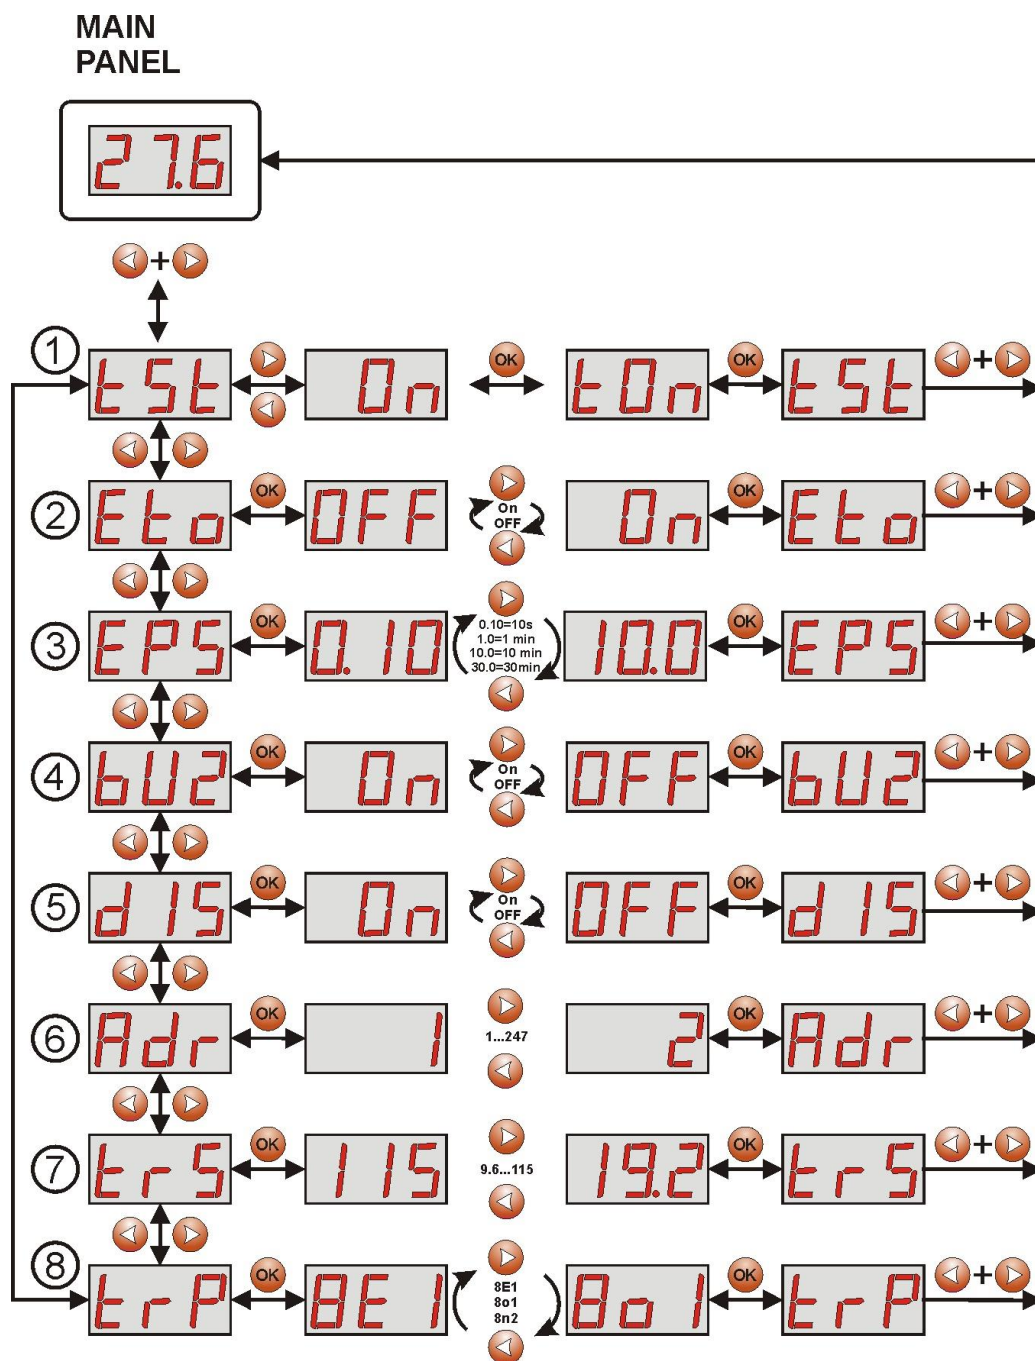 MAIN
PANEL
27.6
+
1 tSt On OK tOn OK tSt +
2 Eto OK OFF On OFF On OK Eto +
3 EPS OK 0.10 0.10=10s 1.0=1 min 10.0=10 min 30.0=30min 10.0 OK EPS +
4 bU2 OK On On OFF OFF OK bU2 +
5 dIS OK On On OFF OFF OK dIS +
6 Adr OK 1 1...247 2 OK Adr +
7 trS OK 115 9.6...115 19.2 OK trS +
8 trP OK 8E1 8E1 8o1 8n2 8o1 OK trP +